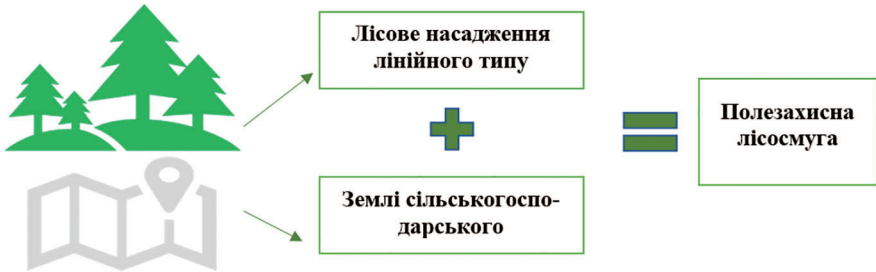 Лісове насадження
лінійного типу
Полезахисна
лісосмуга
Землі сільськогоспо-
дарського